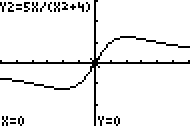 Y2=5X/(X²+4)
X=0 Y=0